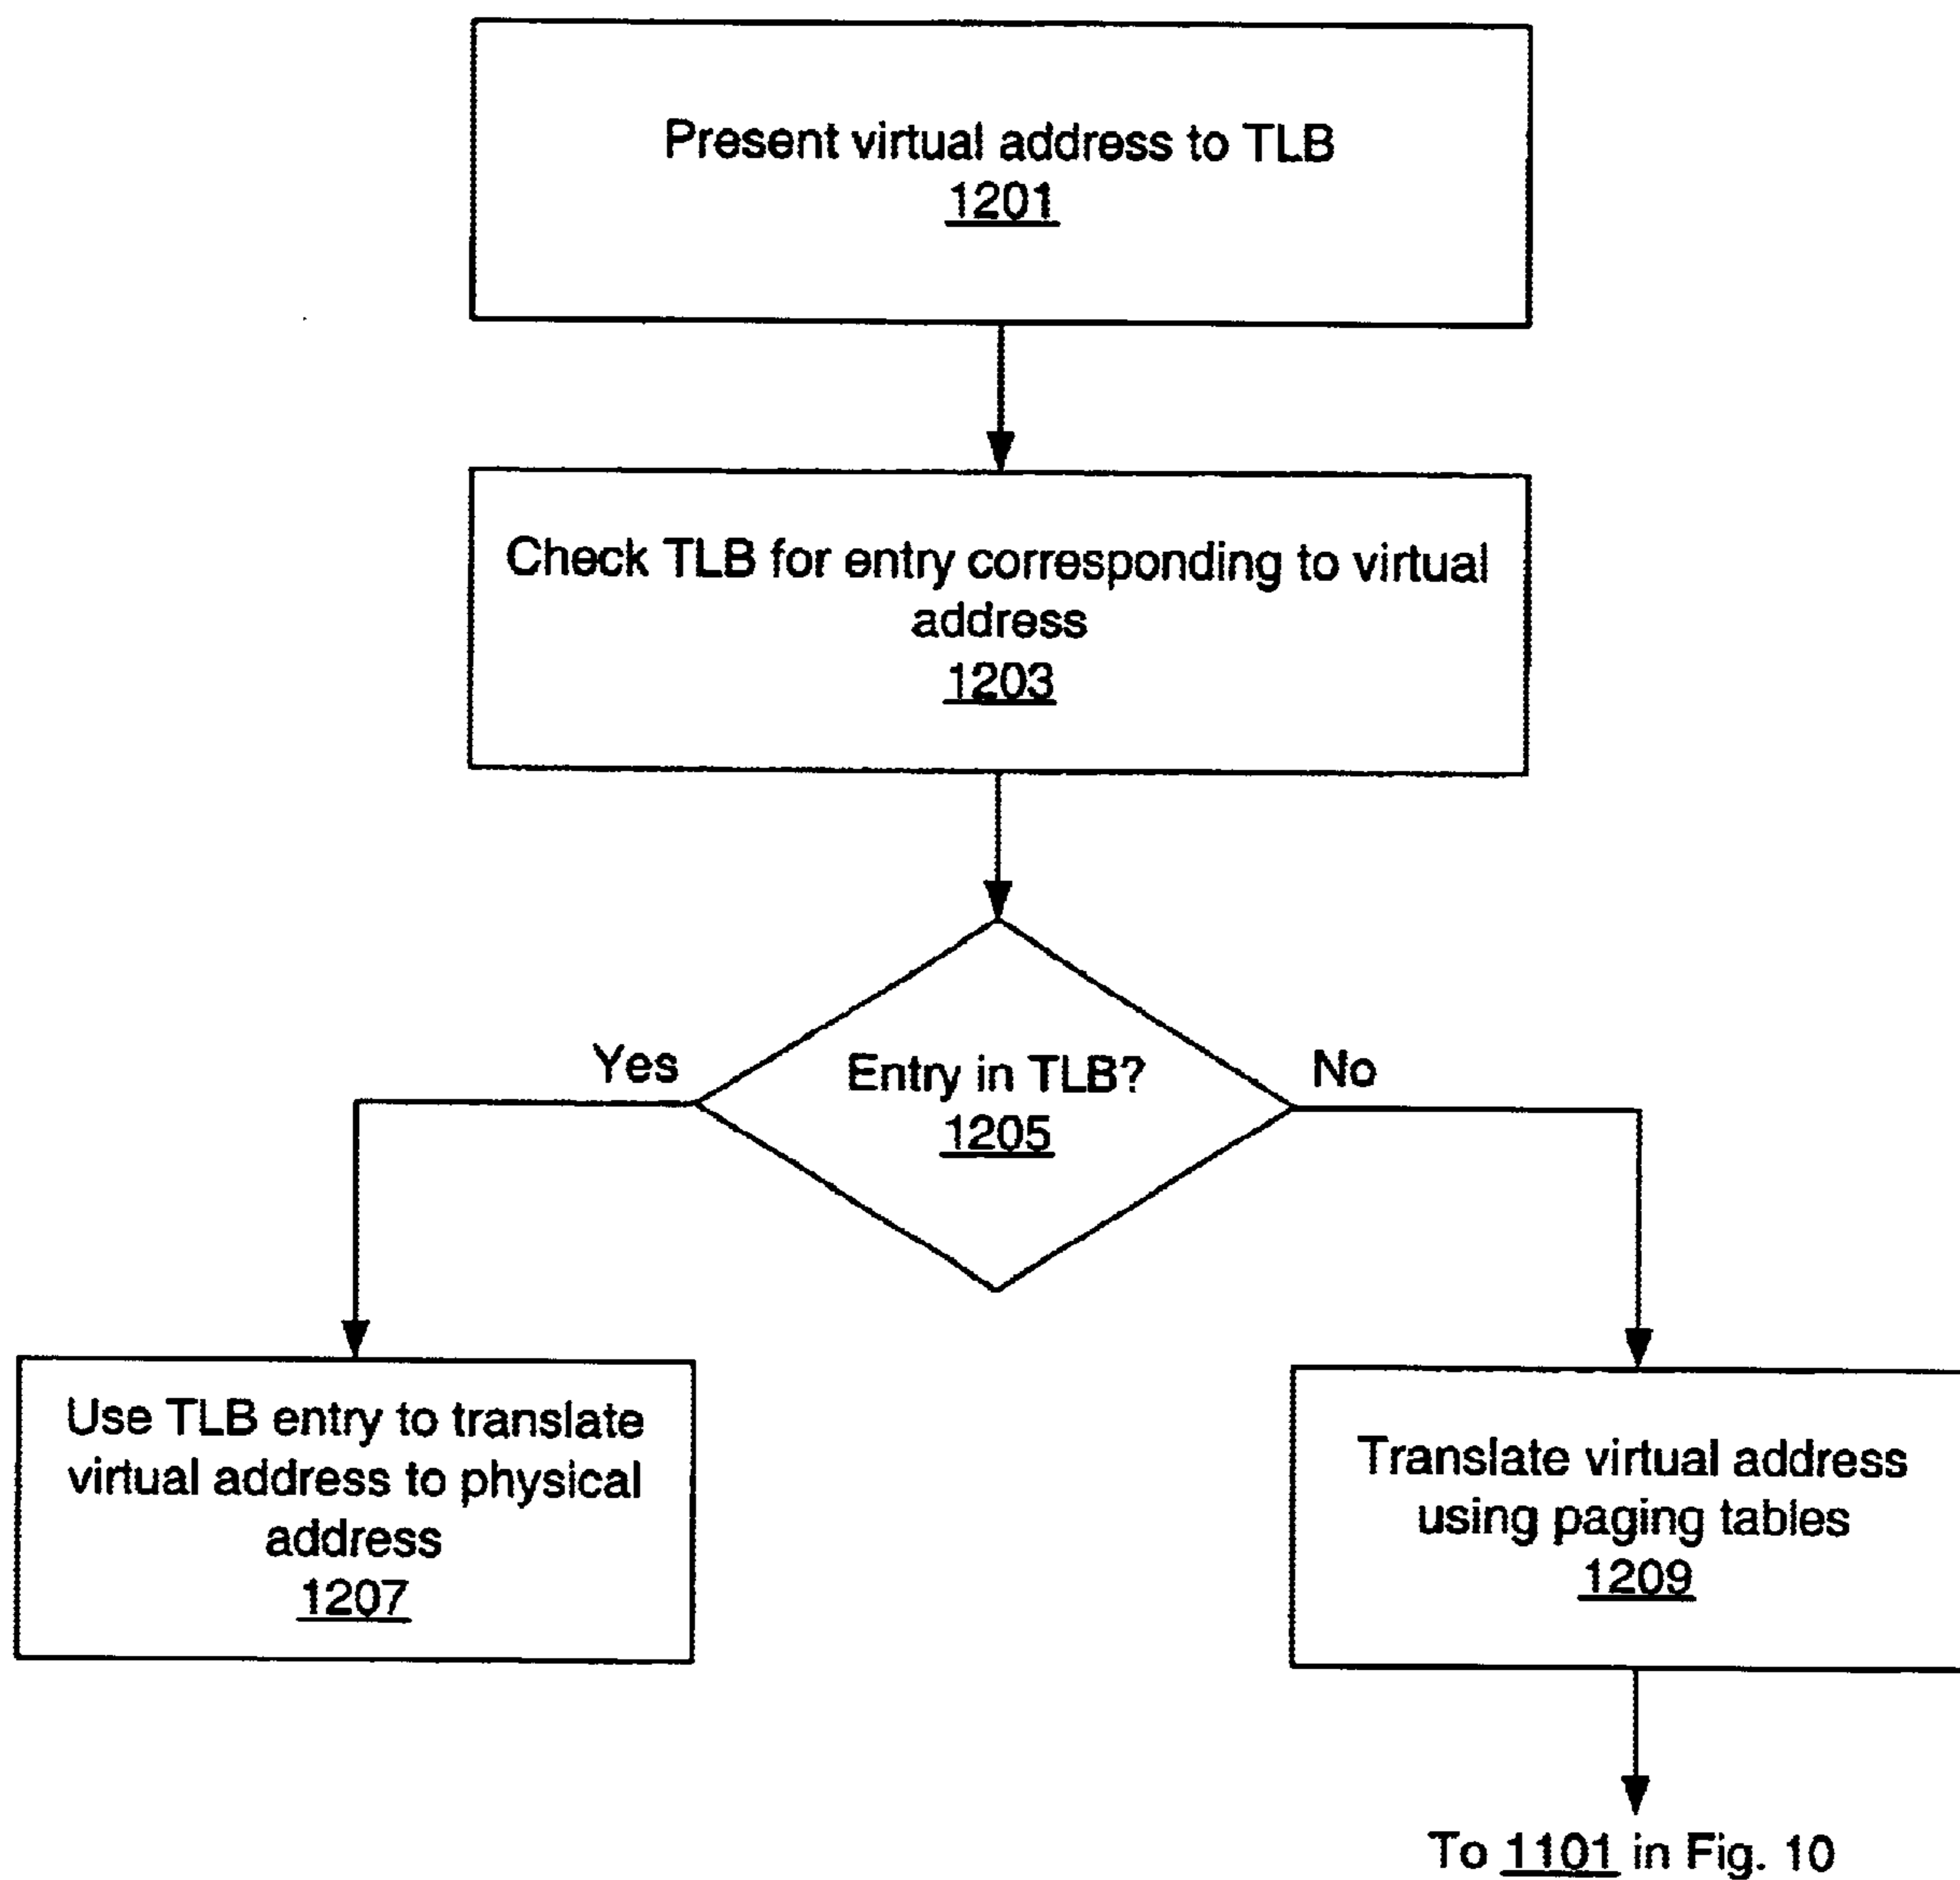 Present virtual address to TLB
1201
Check TLB for entry corresponding to virtual
address
1203
Yes
Entry in TLB?
1205
No
Use TLB entry to translate
virtual address to physical
address
1207
Translate virtual address
using paging tables
1209
To 1101 in Fig. 10